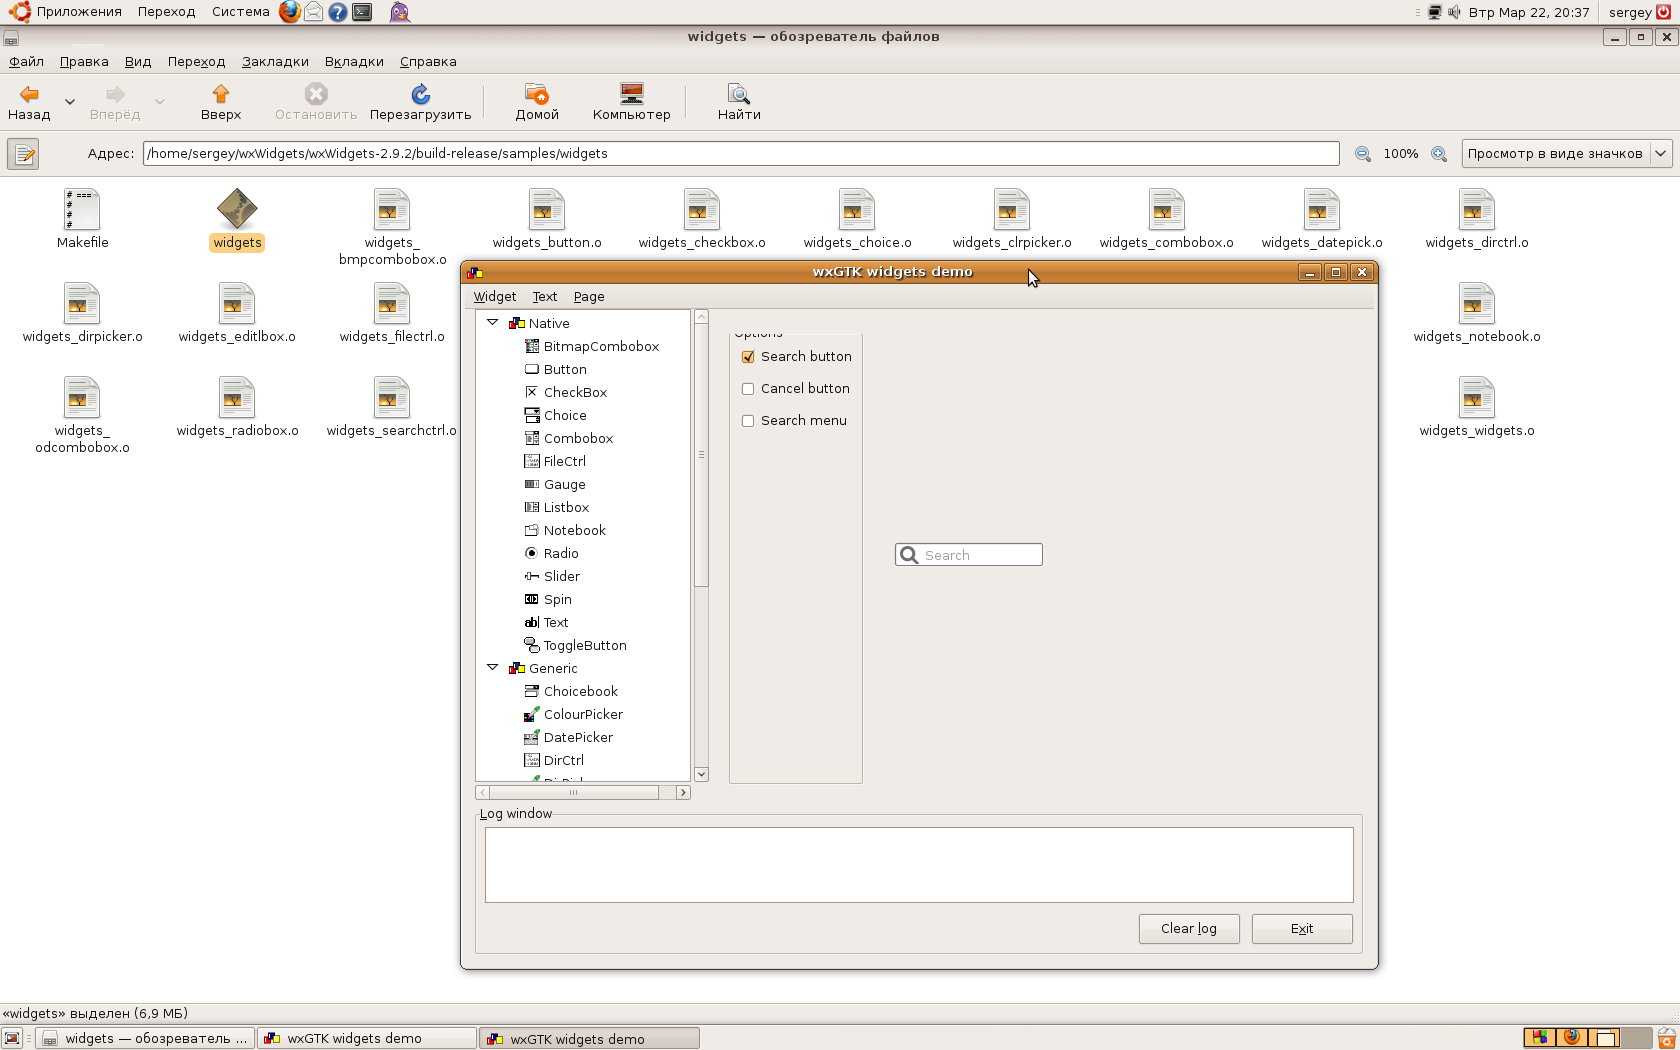 Приложения Переход Система
Втр Мар 22, 20:37 sergey
widgets — обозреватель файлов
Файл Правка Вид Переход Закладки Вкладки Справка
Назад Вперёд Вверх Остановить Перезагрузить Домой Компьютер Найти
Адрес: /home/sergey/wxWidgets/wxWidgets-2.9.2/build-release/samples/widgets 100% Просмотр в виде значков
Makefile widgets widgets_ widgets_button.o widgets_checkbox.o widgets_choice.o widgets_clrpicker.o widgets_combobox.o widgets_datepick.o widgets_dirctrl.o
bmpcombobox.o
widgets_dirpicker.o widgets_editlbox.o widgets_filectrl.o widgets_notebook.o
widgets_ widgets_radiobox.o widgets_searchctrl.o widgets_widgets.o
odcombobox.o
wxGTK widgets demo
Widget Text Page
Native
BitmapCombobox
Button
CheckBox
Choice
Combobox
FileCtrl
Gauge
Listbox
Notebook
Radio
Slider
Spin
Text
ToggleButton
Generic
Choicebook
ColourPicker
DatePicker
DirCtrl
Options
Search button
Cancel button
Search menu
Search
Log window
Clear log Exit
«widgets» выделен (6,9 МБ)
widgets — обозреватель ... wxGTK widgets demo wxGTK widgets demo